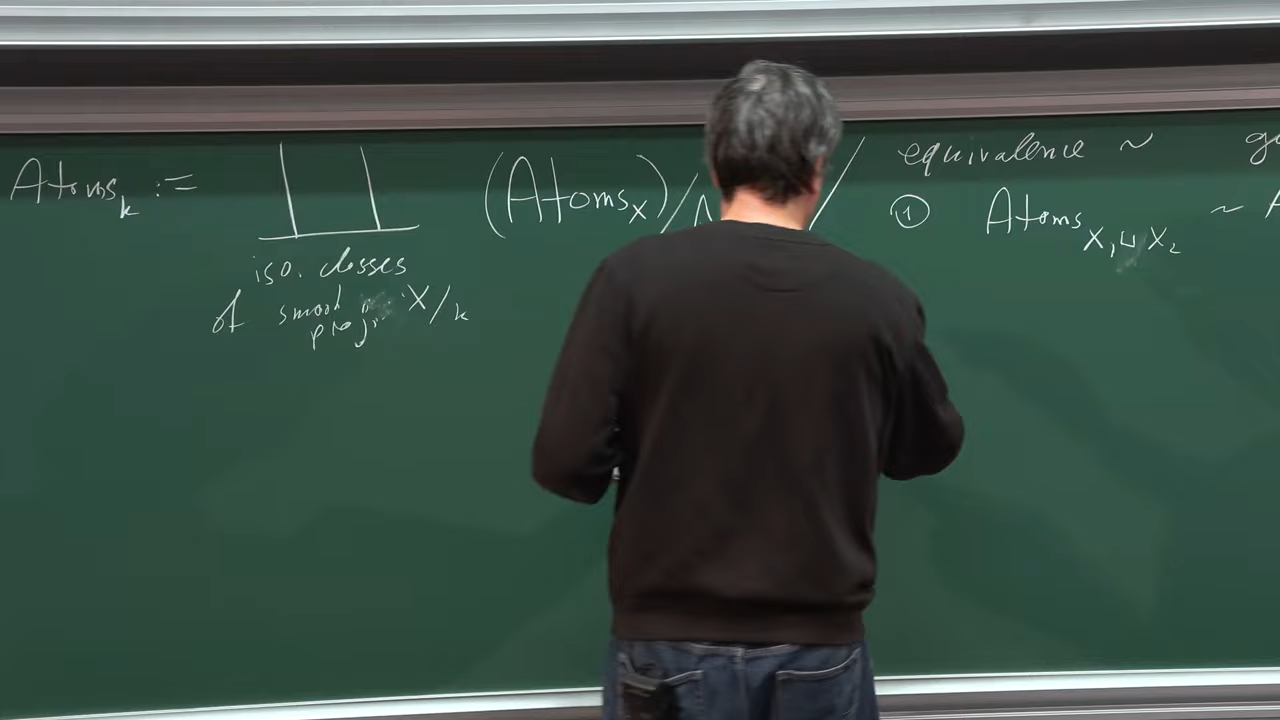 Atoms_k := ∐ (Atoms_X)/ / equivalence ~
iso. classes
of smooth proj. X/k
① Atoms_{X₁⊔X₂} ~